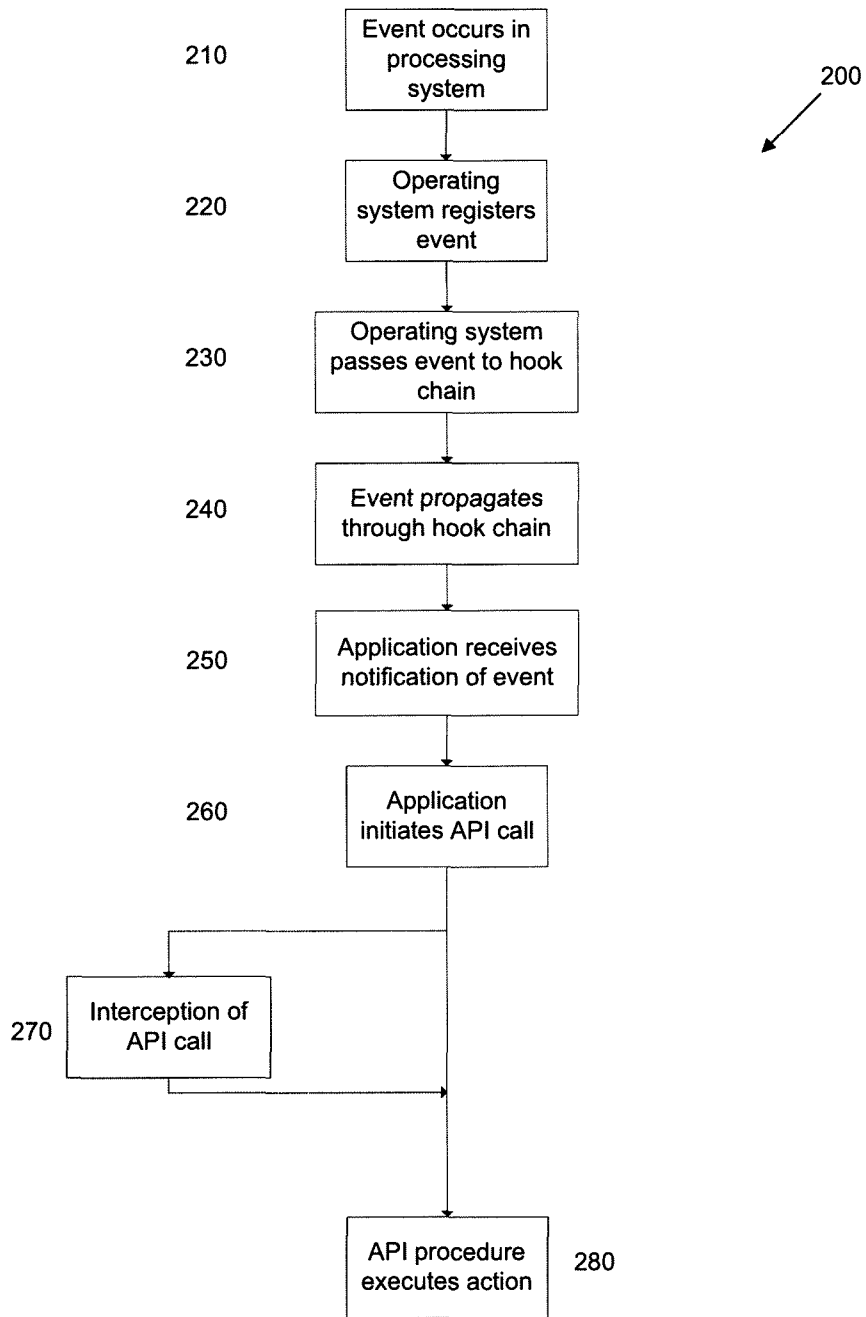 210
Event occurs in
processing
system
200
220
Operating
system registers
event
230
Operating system
passes event to hook
chain
240
Event propagates
through hook chain
250
Application receives
notification of event
260
Application
initiates API call
270
Interception of
API call
API procedure
executes action
280